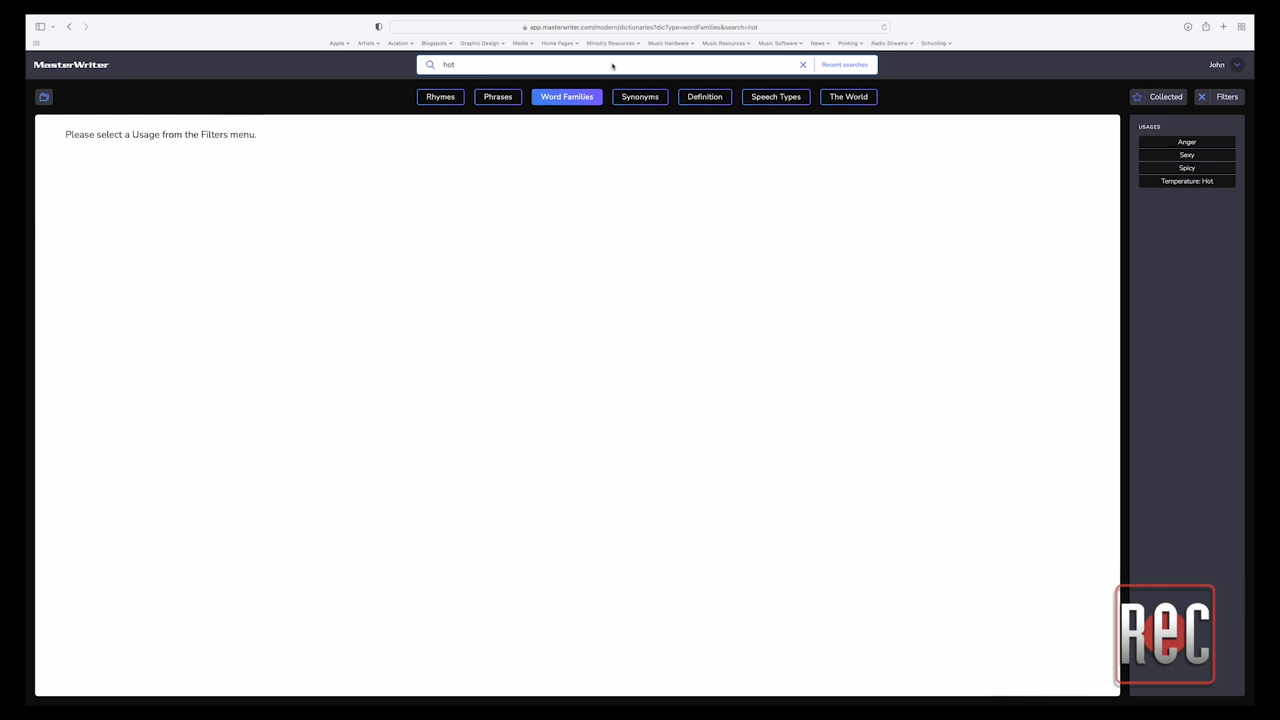 app.masterwriter.com/modern/dictionaries?dicType=wordFamilies&search=hot
Apple Artists Aviation Blogspots Graphic Design Media Home Pages Ministry Resources Music Hardware Music Resources Music Software News Printing Radio Streams Schooling
MasterWriter
hot
Recent searches
John
Rhymes
Phrases
Word Families
Synonyms
Definition
Speech Types
The World
Collected
Filters
Please select a Usage from the Filters menu.
USAGES
Anger
Sexy
Spicy
Temperature: Hot
ReC